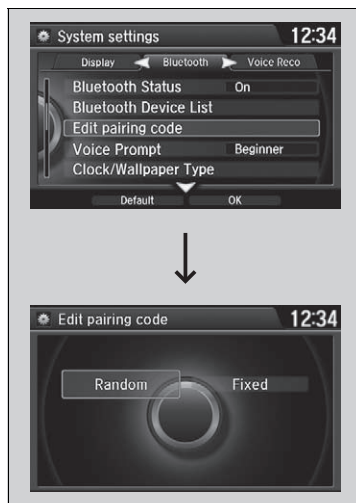 System settings 12:34
Display Bluetooth Voice Reco
Bluetooth Status On
Bluetooth Device List
Edit pairing code
Voice Prompt Beginner
Clock/Wallpaper Type
Default OK
Edit pairing code 12:34
Random Fixed